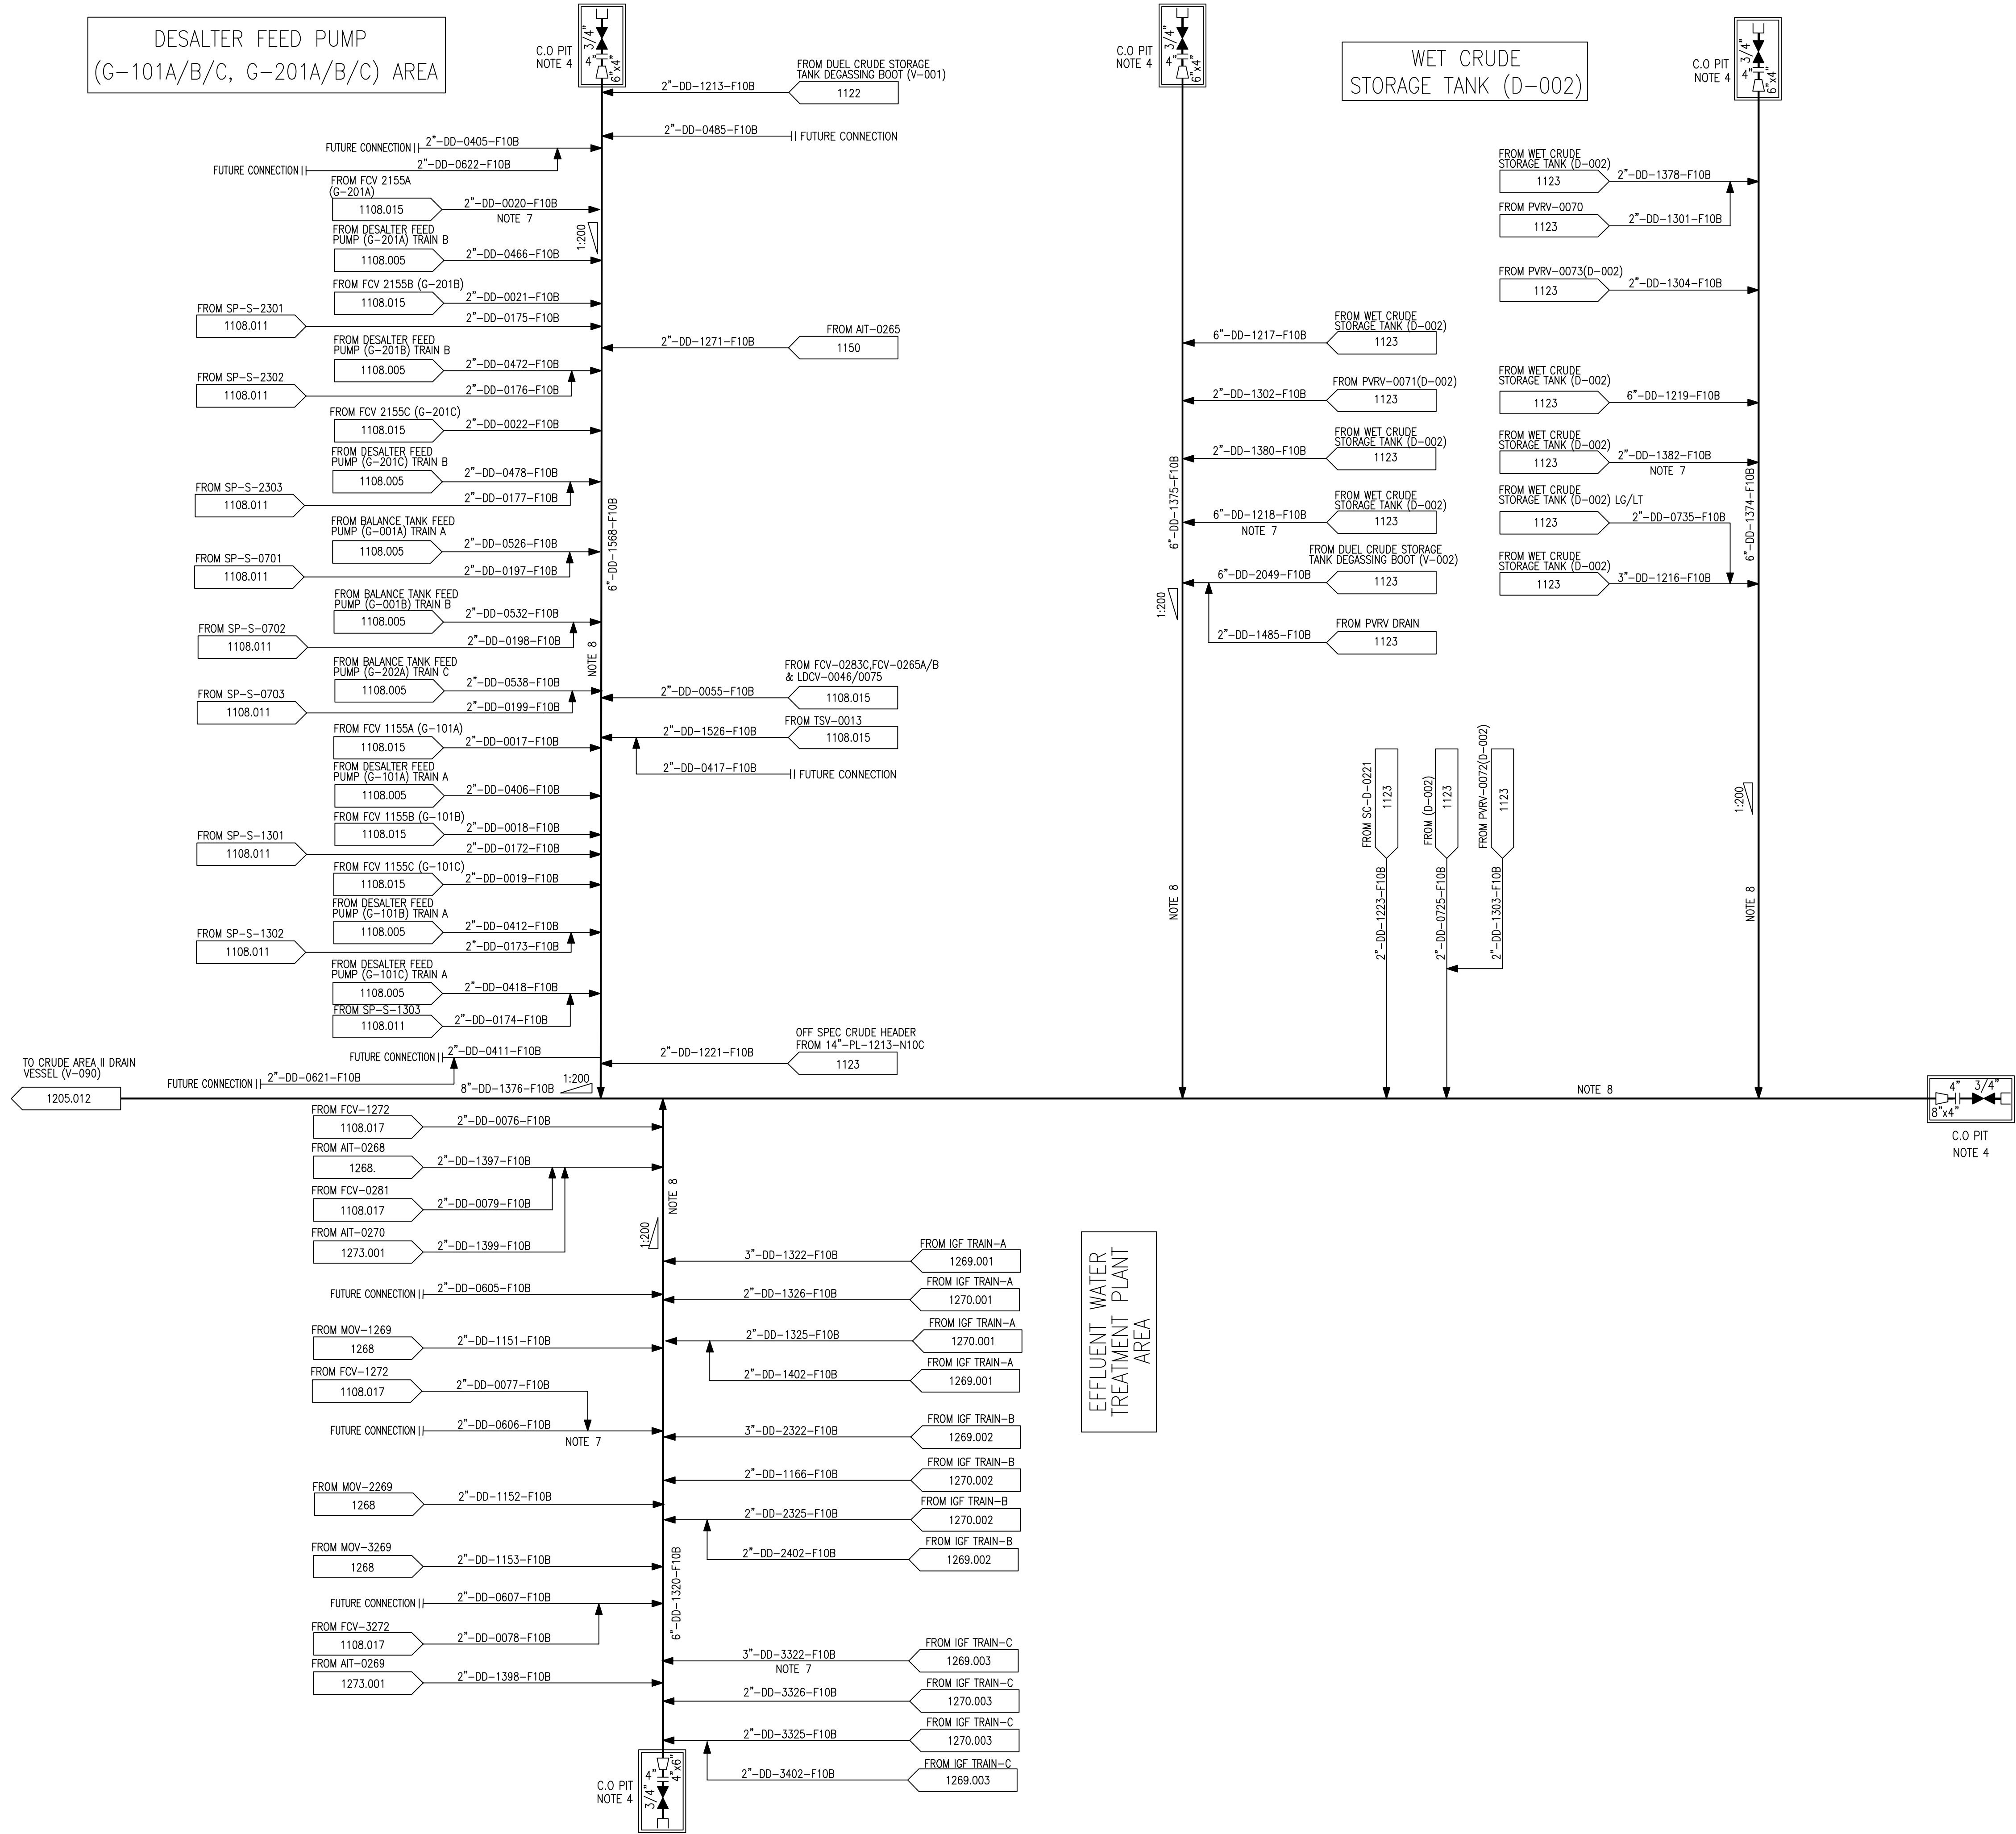 DESALTER FEED PUMP
(G-101A/B/C, G-201A/B/C) AREA
C.O PIT
NOTE 4
3/4"
4"
6"x4"
FROM DUEL CRUDE STORAGE
TANK DEGASSING BOOT (V-001)
2"-DD-1213-F10B
1122
2"-DD-0485-F10B
FUTURE CONNECTION
FUTURE CONNECTION
2"-DD-0405-F10B
FUTURE CONNECTION
2"-DD-0622-F10B
FROM FCV 2155A
(G-201A)
1108.015
2"-DD-0020-F10B
NOTE 7
1:200
FROM DESALTER FEED
PUMP (G-201A) TRAIN B
1108.005
2"-DD-0466-F10B
FROM FCV 2155B (G-201B)
1108.015
2"-DD-0021-F10B
FROM SP-S-2301
1108.011
2"-DD-0175-F10B
FROM AIT-0265
2"-DD-1271-F10B
1150
FROM DESALTER FEED
PUMP (G-201B) TRAIN B
1108.005
2"-DD-0472-F10B
FROM SP-S-2302
1108.011
2"-DD-0176-F10B
FROM FCV 2155C (G-201C)
1108.015
2"-DD-0022-F10B
FROM DESALTER FEED
PUMP (G-201C) TRAIN B
1108.005
2"-DD-0478-F10B
FROM SP-S-2303
1108.011
2"-DD-0177-F10B
FROM BALANCE TANK FEED
PUMP (G-001A) TRAIN A
1108.005
2"-DD-0526-F10B
FROM SP-S-0701
1108.011
2"-DD-0197-F10B
6"-DD-1568-F10B
FROM BALANCE TANK FEED
PUMP (G-001B) TRAIN B
1108.005
2"-DD-0532-F10B
FROM SP-S-0702
1108.011
2"-DD-0198-F10B
NOTE 8
FROM BALANCE TANK FEED
PUMP (G-202A) TRAIN C
1108.005
2"-DD-0538-F10B
FROM SP-S-0703
1108.011
2"-DD-0199-F10B
FROM FCV-0283C,FCV-0265A/B
& LDCV-0046/0075
2"-DD-0055-F10B
1108.015
FROM TSV-0013
2"-DD-1526-F10B
1108.015
2"-DD-0417-F10B
FUTURE CONNECTION
FROM FCV 1155A (G-101A)
1108.015
2"-DD-0017-F10B
FROM DESALTER FEED
PUMP (G-101A) TRAIN A
1108.005
2"-DD-0406-F10B
FROM FCV 1155B (G-101B)
1108.015
2"-DD-0018-F10B
FROM SP-S-1301
1108.011
2"-DD-0172-F10B
FROM FCV 1155C (G-101C)
1108.015
2"-DD-0019-F10B
FROM DESALTER FEED
PUMP (G-101B) TRAIN A
1108.005
2"-DD-0412-F10B
FROM SP-S-1302
1108.011
2"-DD-0173-F10B
FROM DESALTER FEED
PUMP (G-101C) TRAIN A
1108.005
2"-DD-0418-F10B
FROM SP-S-1303
1108.011
2"-DD-0174-F10B
OFF SPEC CRUDE HEADER
FROM 14"-PL-1213-N10C
2"-DD-1221-F10B
1123
FUTURE CONNECTION
2"-DD-0411-F10B
FUTURE CONNECTION
2"-DD-0621-F10B
TO CRUDE AREA II DRAIN
VESSEL (V-090)
1205.012
8"-DD-1376-F10B
1:200
C.O PIT
NOTE 4
3/4"
4"
6"x4"
WET CRUDE
STORAGE TANK (D-002)
C.O PIT
NOTE 4
3/4"
4"
6"x4"
FROM WET CRUDE
STORAGE TANK (D-002)
1123
2"-DD-1378-F10B
FROM PVRV-0070
1123
2"-DD-1301-F10B
FROM PVRV-0073(D-002)
1123
2"-DD-1304-F10B
FROM WET CRUDE
STORAGE TANK (D-002)
6"-DD-1217-F10B
1123
FROM PVRV-0071(D-002)
2"-DD-1302-F10B
1123
FROM WET CRUDE
STORAGE TANK (D-002)
2"-DD-1380-F10B
1123
FROM WET CRUDE
STORAGE TANK (D-002)
6"-DD-1218-F10B
NOTE 7
1123
FROM DUEL CRUDE STORAGE
TANK DEGASSING BOOT (V-002)
6"-DD-2049-F10B
1123
FROM PVRV DRAIN
2"-DD-1485-F10B
1123
6"-DD-1375-F10B
1:200
NOTE 8
FROM WET CRUDE
STORAGE TANK (D-002)
1123
6"-DD-1219-F10B
FROM WET CRUDE
STORAGE TANK (D-002)
1123
2"-DD-1382-F10B
NOTE 7
FROM WET CRUDE
STORAGE TANK (D-002) LG/LT
1123
2"-DD-0735-F10B
FROM WET CRUDE
STORAGE TANK (D-002)
1123
3"-DD-1216-F10B
6"-DD-1374-F10B
1:200
NOTE 8
FROM SC-D-0221
1123
2"-DD-1223-F10B
FROM (D-002)
1123
2"-DD-0725-F10B
FROM PVRV-0072(D-002)
1123
2"-DD-1303-F10B
NOTE 8
4"
3/4"
8"x4"
C.O PIT
NOTE 4
FROM FCV-1272
1108.017
2"-DD-0076-F10B
FROM AIT-0268
1268.
2"-DD-1397-F10B
FROM FCV-0281
1108.017
2"-DD-0079-F10B
FROM AIT-0270
1273.001
2"-DD-1399-F10B
NOTE 8
1:200
FUTURE CONNECTION
2"-DD-0605-F10B
FROM MOV-1269
1268
2"-DD-1151-F10B
FROM FCV-1272
1108.017
2"-DD-0077-F10B
FUTURE CONNECTION
2"-DD-0606-F10B
NOTE 7
FROM MOV-2269
1268
2"-DD-1152-F10B
FROM MOV-3269
1268
2"-DD-1153-F10B
FUTURE CONNECTION
2"-DD-0607-F10B
FROM FCV-3272
1108.017
2"-DD-0078-F10B
FROM AIT-0269
1273.001
2"-DD-1398-F10B
6"-DD-1320-F10B
FROM IGF TRAIN-A
3"-DD-1322-F10B
1269.001
FROM IGF TRAIN-A
2"-DD-1326-F10B
1270.001
FROM IGF TRAIN-A
2"-DD-1325-F10B
1270.001
FROM IGF TRAIN-A
2"-DD-1402-F10B
1269.001
FROM IGF TRAIN-B
3"-DD-2322-F10B
1269.002
FROM IGF TRAIN-B
2"-DD-1166-F10B
1270.002
FROM IGF TRAIN-B
2"-DD-2325-F10B
1270.002
FROM IGF TRAIN-B
2"-DD-2402-F10B
1269.002
FROM IGF TRAIN-C
3"-DD-3322-F10B
NOTE 7
1269.003
FROM IGF TRAIN-C
2"-DD-3326-F10B
1270.003
FROM IGF TRAIN-C
2"-DD-3325-F10B
1270.003
FROM IGF TRAIN-C
2"-DD-3402-F10B
1269.003
EFFLUENT WATER
TREATMENT PLANT
AREA
C.O PIT
NOTE 4
4"
3/4"
4"x6"